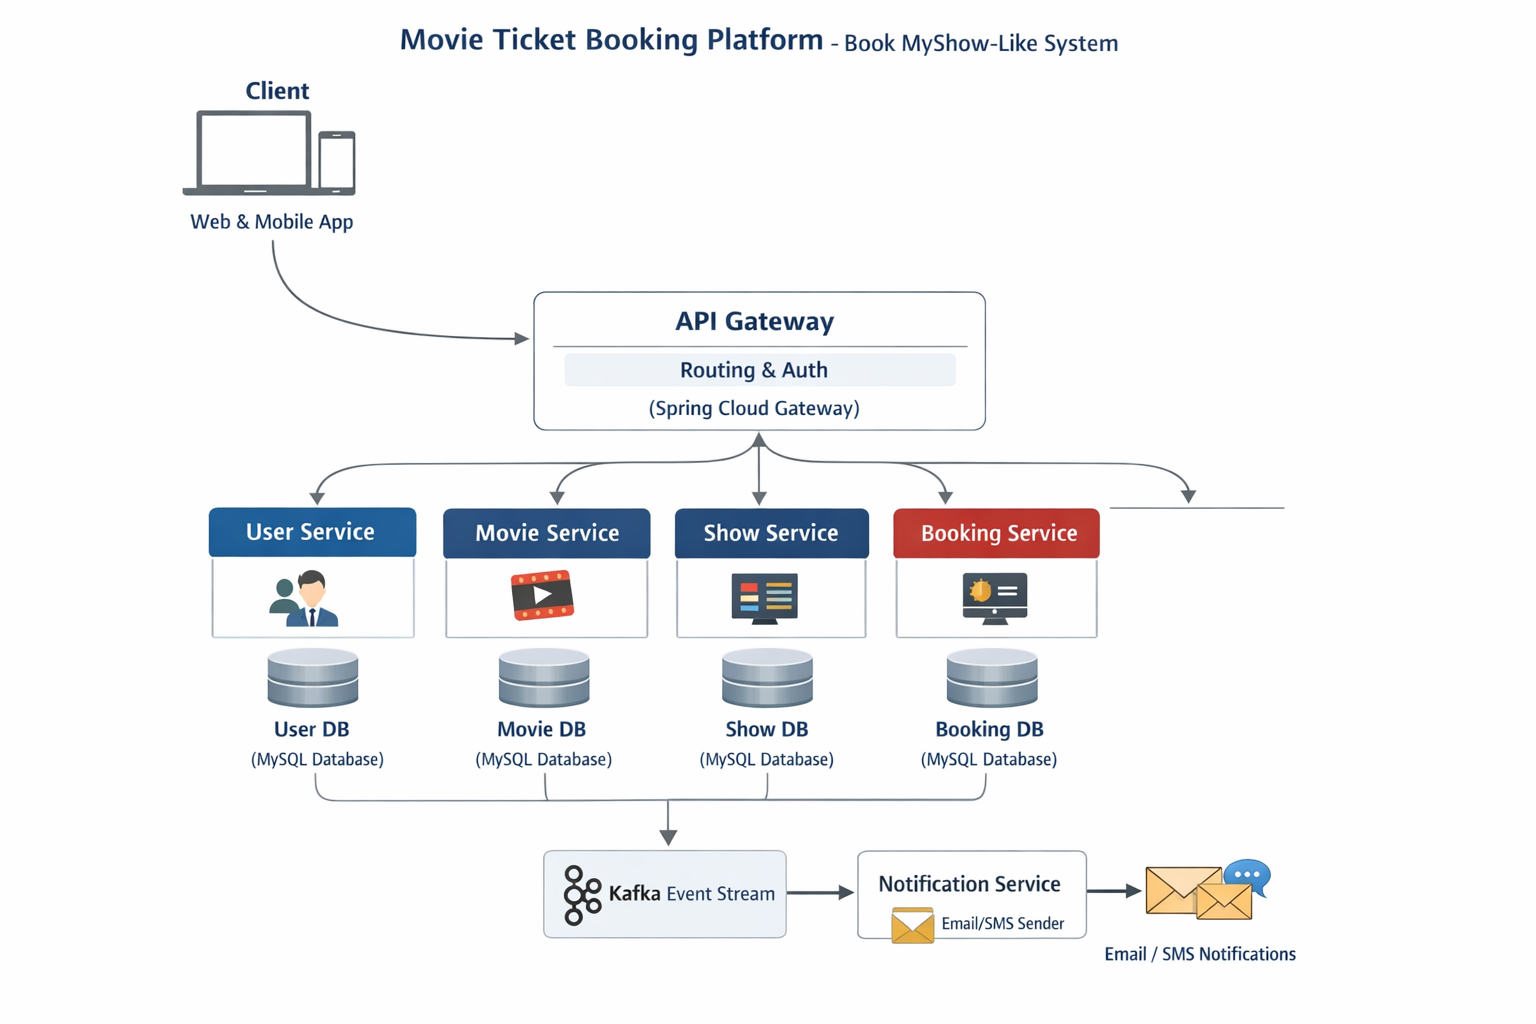 Movie Ticket Booking Platform - Book MyShow-Like System
Client
Web & Mobile App
API Gateway
Routing & Auth
(Spring Cloud Gateway)
User Service
Movie Service
Show Service
Booking Service
User DB
(MySQL Database)
Movie DB
(MySQL Database)
Show DB
(MySQL Database)
Booking DB
(MySQL Database)
Kafka Event Stream
Notification Service
Email/SMS Sender
Email / SMS Notifications